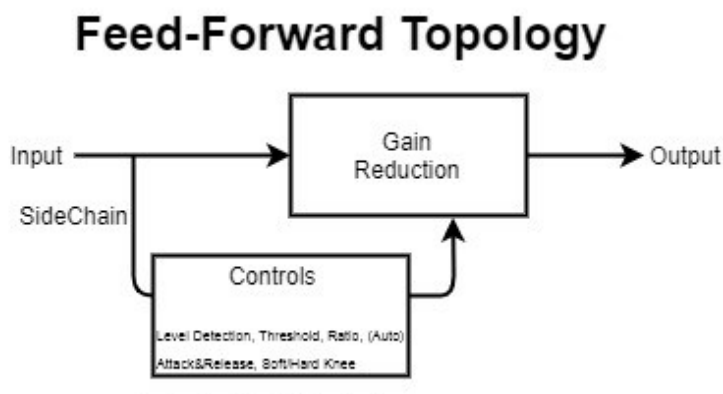 Feed-Forward Topology
Gain
Reduction
Input
Output
SideChain
Controls
Level Detection, Threshold, Ratio, (Auto)
Attack&Release, Soft/Hard Knee